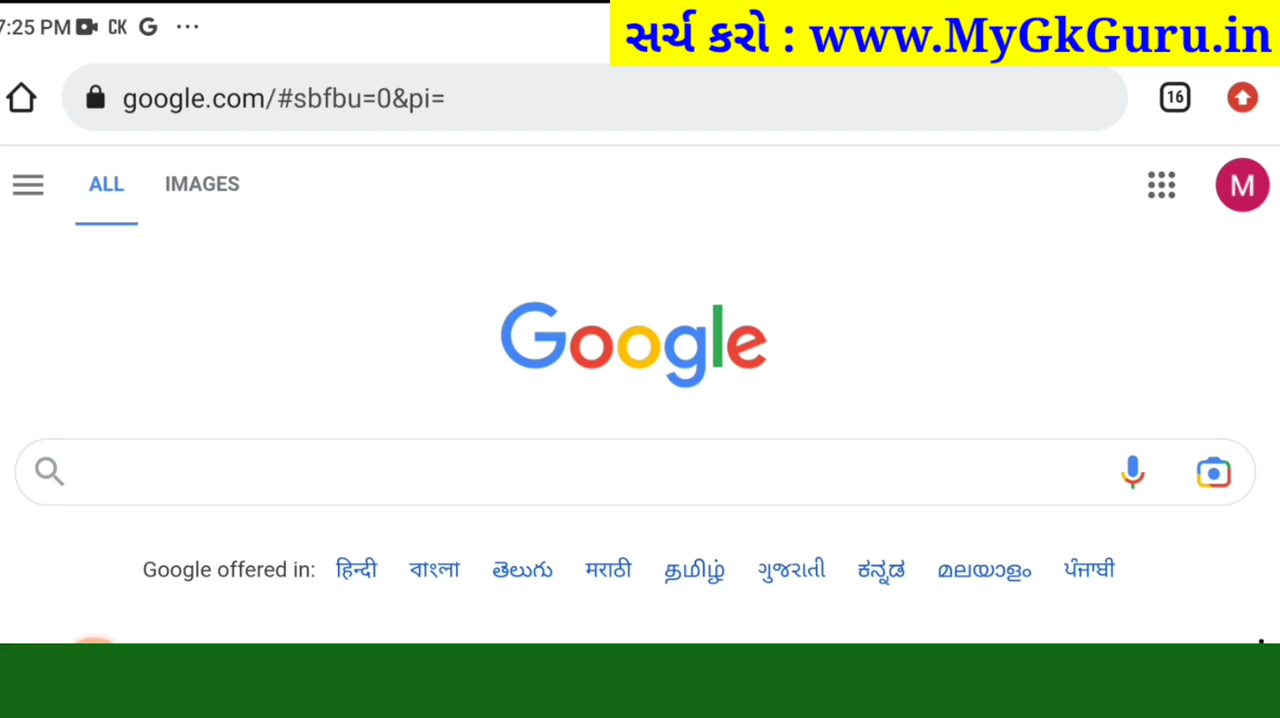 7:25 PM CK G ...
સર્ચ કરો : www.MyGkGuru.in
google.com/#sbfbu=0&pi=
16
ALL IMAGES
M
Google
Google offered in: हिन्दी বাংলা తెలుగు मराठी தமிழ் ગુજરાતી ಕನ್ನಡ മലയാളം ਪੰਜਾਬੀ